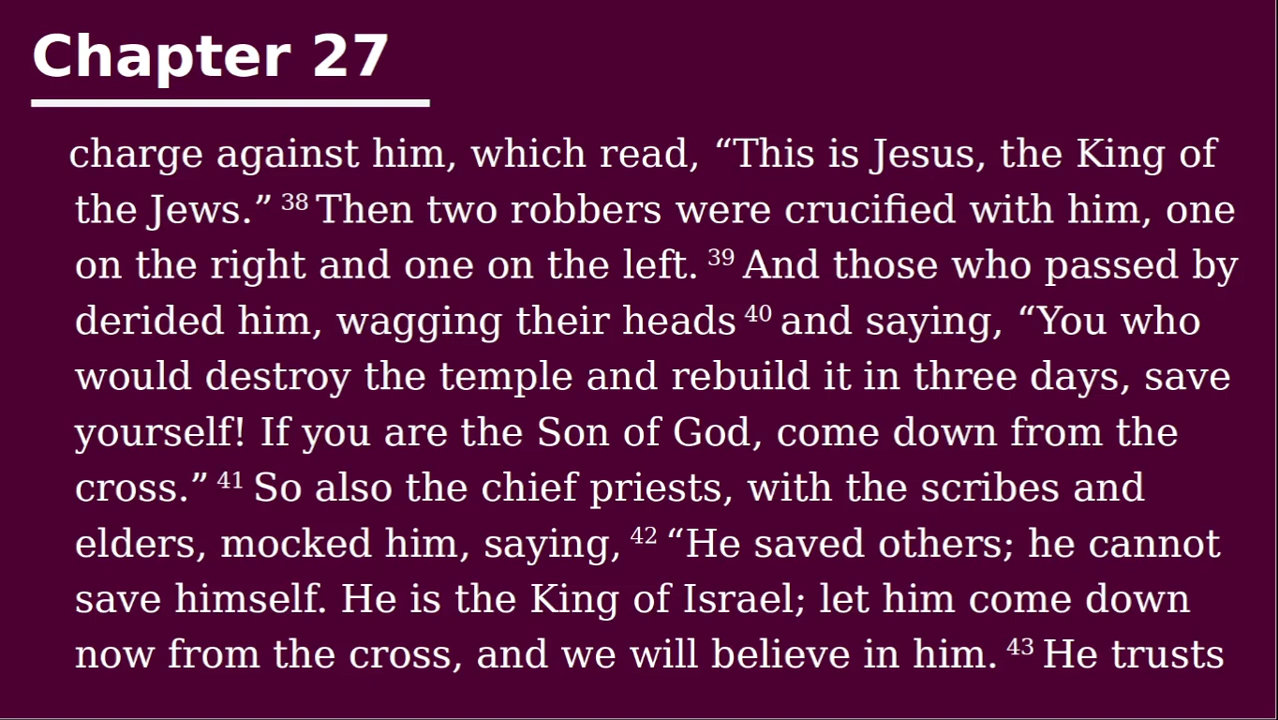 Chapter 27
charge against him, which read, “This is Jesus, the King of
the Jews.” 38 Then two robbers were crucified with him, one
on the right and one on the left. 39 And those who passed by
derided him, wagging their heads 40 and saying, “You who
would destroy the temple and rebuild it in three days, save
yourself! If you are the Son of God, come down from the
cross.” 41 So also the chief priests, with the scribes and
elders, mocked him, saying, 42 “He saved others; he cannot
save himself. He is the King of Israel; let him come down
now from the cross, and we will believe in him. 43 He trusts